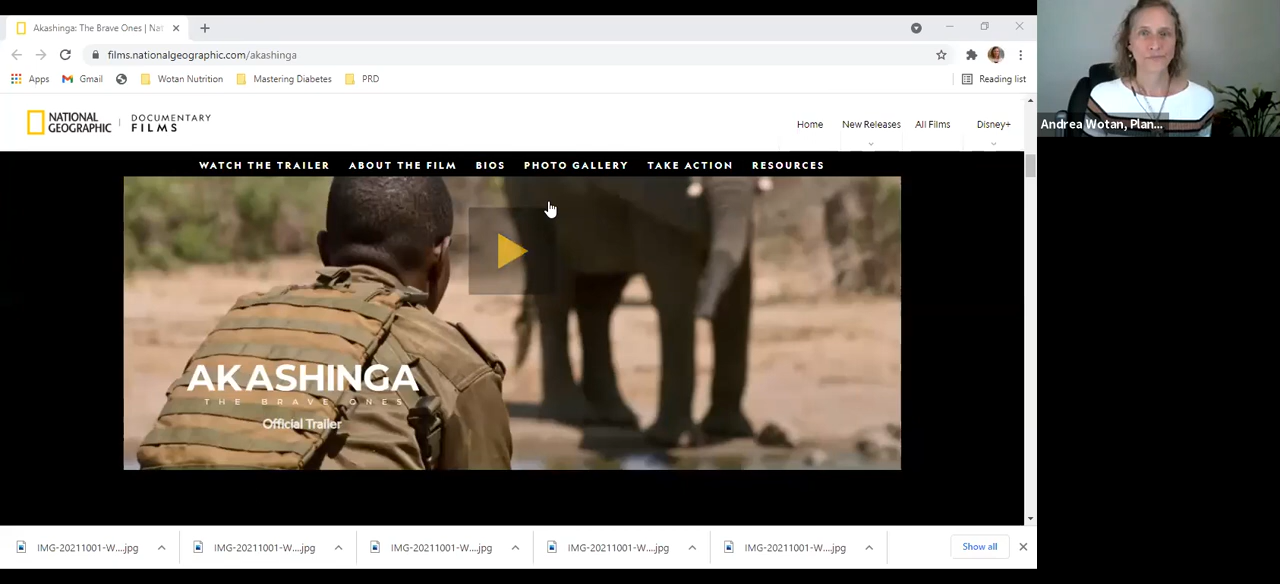 Akashinga: The Brave Ones | Nat
films.nationalgeographic.com/akashinga
Apps Gmail Wotan Nutrition Mastering Diabetes PRD Reading list
NATIONAL GEOGRAPHIC DOCUMENTARY FILMS
Home New Releases All Films Disney+
WATCH THE TRAILER ABOUT THE FILM BIOS PHOTO GALLERY TAKE ACTION RESOURCES
AKASHINGA
THE BRAVE ONES
Official Trailer
IMG-20211001-W....jpg IMG-20211001-W....jpg IMG-20211001-W....jpg IMG-20211001-W....jpg IMG-20211001-W....jpg Show all
Andrea Wotan, Plan...